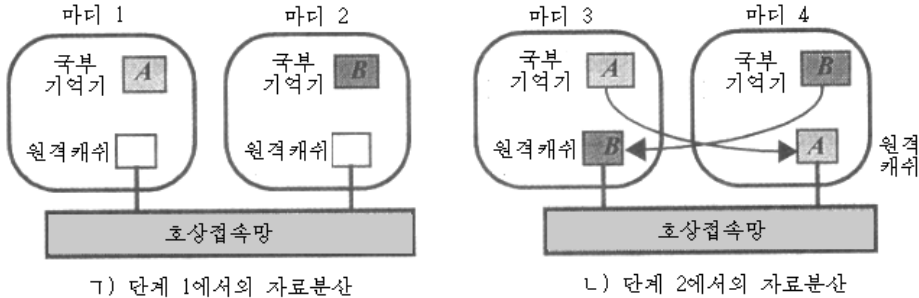 마디 1
마디 2
국부
기억기
A
국부
기억기
B
원격캐쉬
원격캐쉬
호상접속망
ㄱ) 단계 1에서의 자료분산
마디 3
마디 4
국부
기억기
A
국부
기억기
B
원격캐쉬
B
A
원격
캐쉬
호상접속망
ㄴ) 단계 2에서의 자료분산